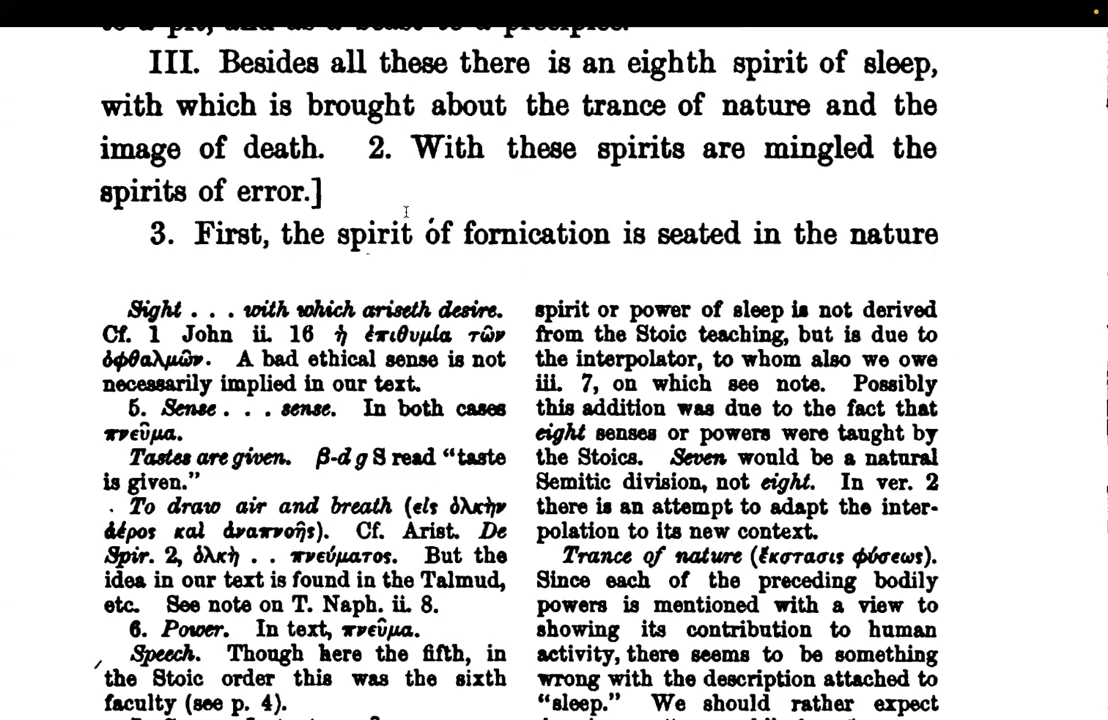 to a pit, and as a beast to a precipice.
III. Besides all these there is an eighth spirit of sleep,
with which is brought about the trance of nature and the
image of death. 2. With these spirits are mingled the
spirits of error.]
3. First, the spirit of fornication is seated in the nature
Sight . . . with which ariseth desire.
Cf. 1 John ii. 16 ἡ ἐπιθυμία τῶν
ὀφθαλμῶν. A bad ethical sense is not
necessarily implied in our text.
5. Sense . . . sense. In both cases
πνεῦμα.
Tastes are given. β-d g S read “taste
is given.”
To draw air and breath (εἰς ὁλκὴν
ἀέρος καὶ ἀναπνοῆς). Cf. Arist. De
Spir. 2, ὁλκὴ . . πνεύματος. But the
idea in our text is found in the Talmud,
etc. See note on T. Naph. ii. 8.
6. Power. In text, πνεῦμα.
Speech. Though here the fifth, in
the Stoic order this was the sixth
faculty (see p. 4).
spirit or power of sleep is not derived
from the Stoic teaching, but is due to
the interpolator, to whom also we owe
iii. 7, on which see note. Possibly
this addition was due to the fact that
eight senses or powers were taught by
the Stoics. Seven would be a natural
Semitic division, not eight. In ver. 2
there is an attempt to adapt the inter-
polation to its new context.
Trance of nature (ἔκστασις φύσεως).
Since each of the preceding bodily
powers is mentioned with a view to
showing its contribution to human
activity, there seems to be something
wrong with the description attached to
“sleep.” We should rather expect